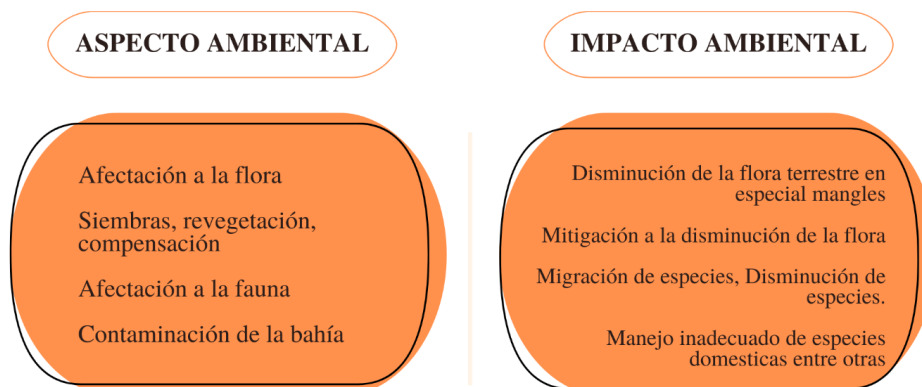 ASPECTO AMBIENTAL
Afectación a la flora
Siembras, revegetación,
compensación
Afectación a la fauna
Contaminación de la bahía
IMPACTO AMBIENTAL
Disminución de la flora terrestre en
especial mangles
Mitigación a la disminución de la flora
Migración de especies, Disminución de
especies.
Manejo inadecuado de especies
domesticas entre otras